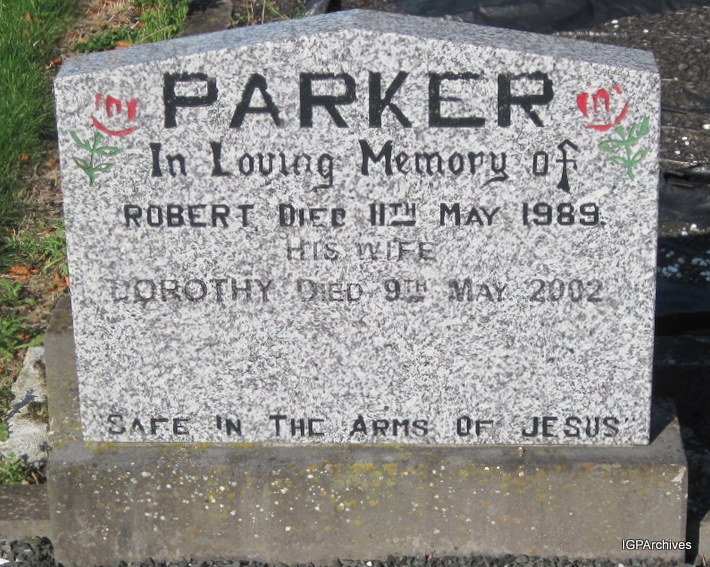 PARKER
In Loving Memory of
ROBERT DIED 11TH MAY 1989.
HIS WIFE
DOROTHY DIED 9TH MAY 2002
SAFE IN THE ARMS OF JESUS
IGPArchives